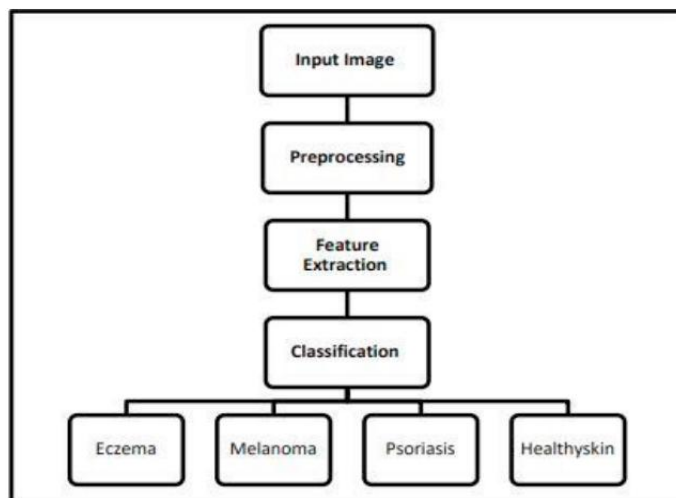 Input Image
Preprocessing
Feature
Extraction
Classification
Eczema
Melanoma
Psoriasis
Healthyskin